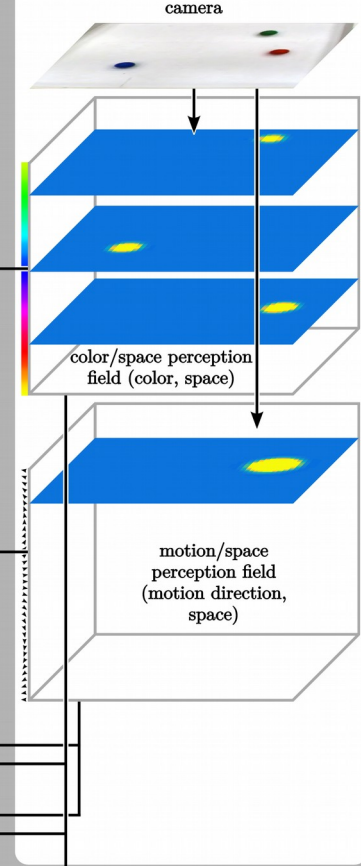 camera
color/space perception
field (color, space)
motion/space
perception field
(motion direction,
space)